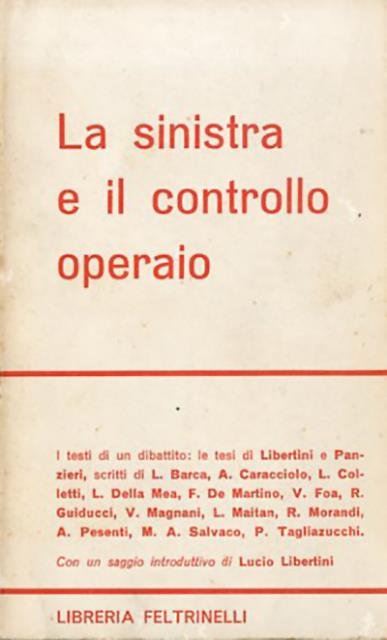 La sinistra
e il controllo
operaio
I testi di un dibattito: le tesi di Libertini e Pan-
zieri, scritti di L. Barca, A. Caracciolo, L. Col-
letti, L. Della Mea, F. De Martino, V. Foa, R.
Guiducci, V. Magnani, L. Maitan, R. Morandi,
A. Pesenti, M. A. Salvaco, P. Tagliazucchi.
Con un saggio introduttivo di Lucio Libertini
LIBRERIA FELTRINELLI